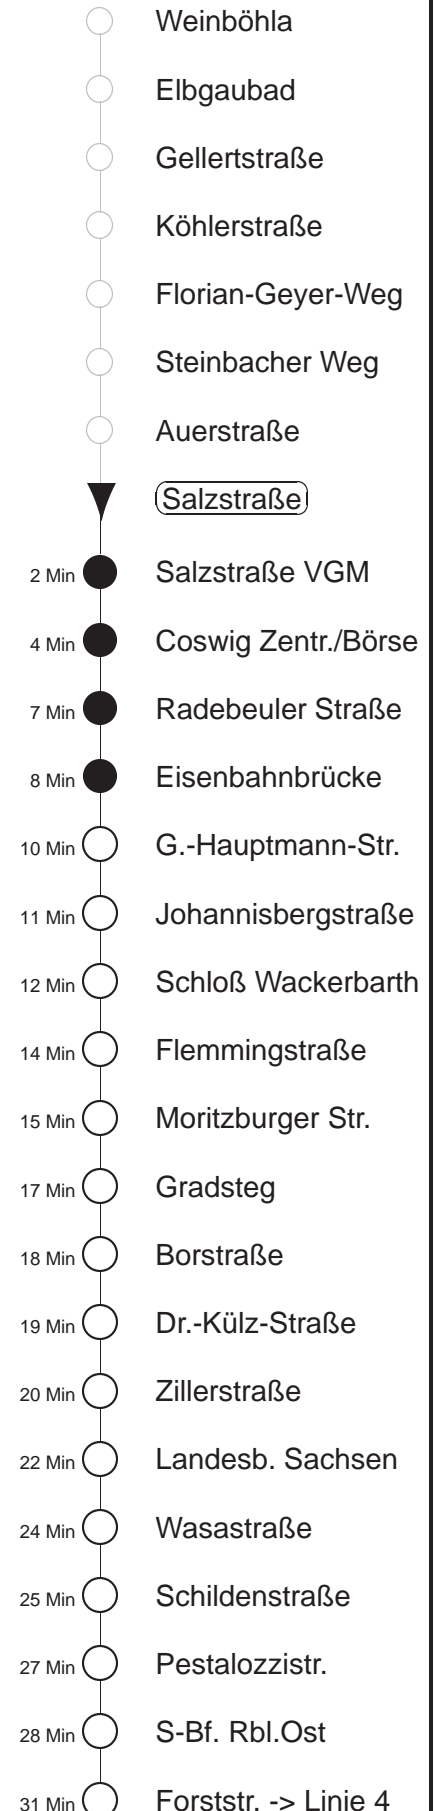 Weinböhla
Elbgaubad
Gellertstraße
Köhlerstraße
Florian-Geyer-Weg
Steinbacher Weg
Auerstraße
Salzstraße
2 Min Salzstraße VGM
4 Min Coswig Zentr./Börse
7 Min Radebeuler Straße
8 Min Eisenbahnbrücke
10 Min G.-Hauptmann-Str.
11 Min Johannisbergstraße
12 Min Schloß Wackerbarth
14 Min Flemmingstraße
15 Min Moritzburger Str.
17 Min Gradsteg
18 Min Borstraße
19 Min Dr.-Külz-Straße
20 Min Zillerstraße
22 Min Landesb. Sachsen
24 Min Wasastraße
25 Min Schildenstraße
27 Min Pestalozzistr.
28 Min S-Bf. Rbl.Ost
31 Min Forststr. -> Linie 4